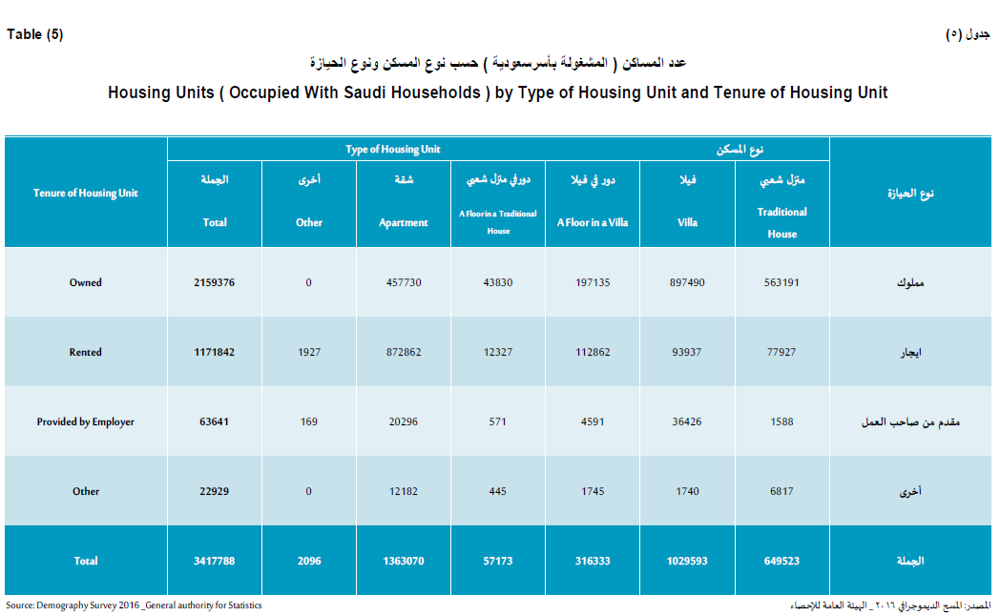 Table (5) جدول (٥)
عدد المساكن ( المشغولة بأسرسعودية ) حسب نوع المسكن ونوع الحيازة
Housing Units ( Occupied With Saudi Households ) by Type of Housing Unit and Tenure of Housing Unit
Type of Housing Unit نوع المسكن
Tenure of Housing Unit الجملة أخرى شقة دور في منزل شعبي دور في فيلا فيلا منزل شعبي نوع الحيازة
Total Other Apartment A Floor in a Traditional House A Floor in a Villa Villa Traditional House
Owned 2159376 0 457730 43830 197135 897490 563191 مملوك
Rented 1171842 1927 872862 12327 112862 93937 77927 ايجار
Provided by Employer 63641 169 20296 571 4591 36426 1588 مقدم من صاحب العمل
Other 22929 0 12182 445 1745 1740 6817 أخرى
Total 3417788 2096 1363070 57173 316333 1029593 649523 الجملة
Source: Demography Survey 2016 _General authority for Statistics المصدر: المسح الديموجرافي ٢٠١٦ _ الهيئة العامة للإحصاء